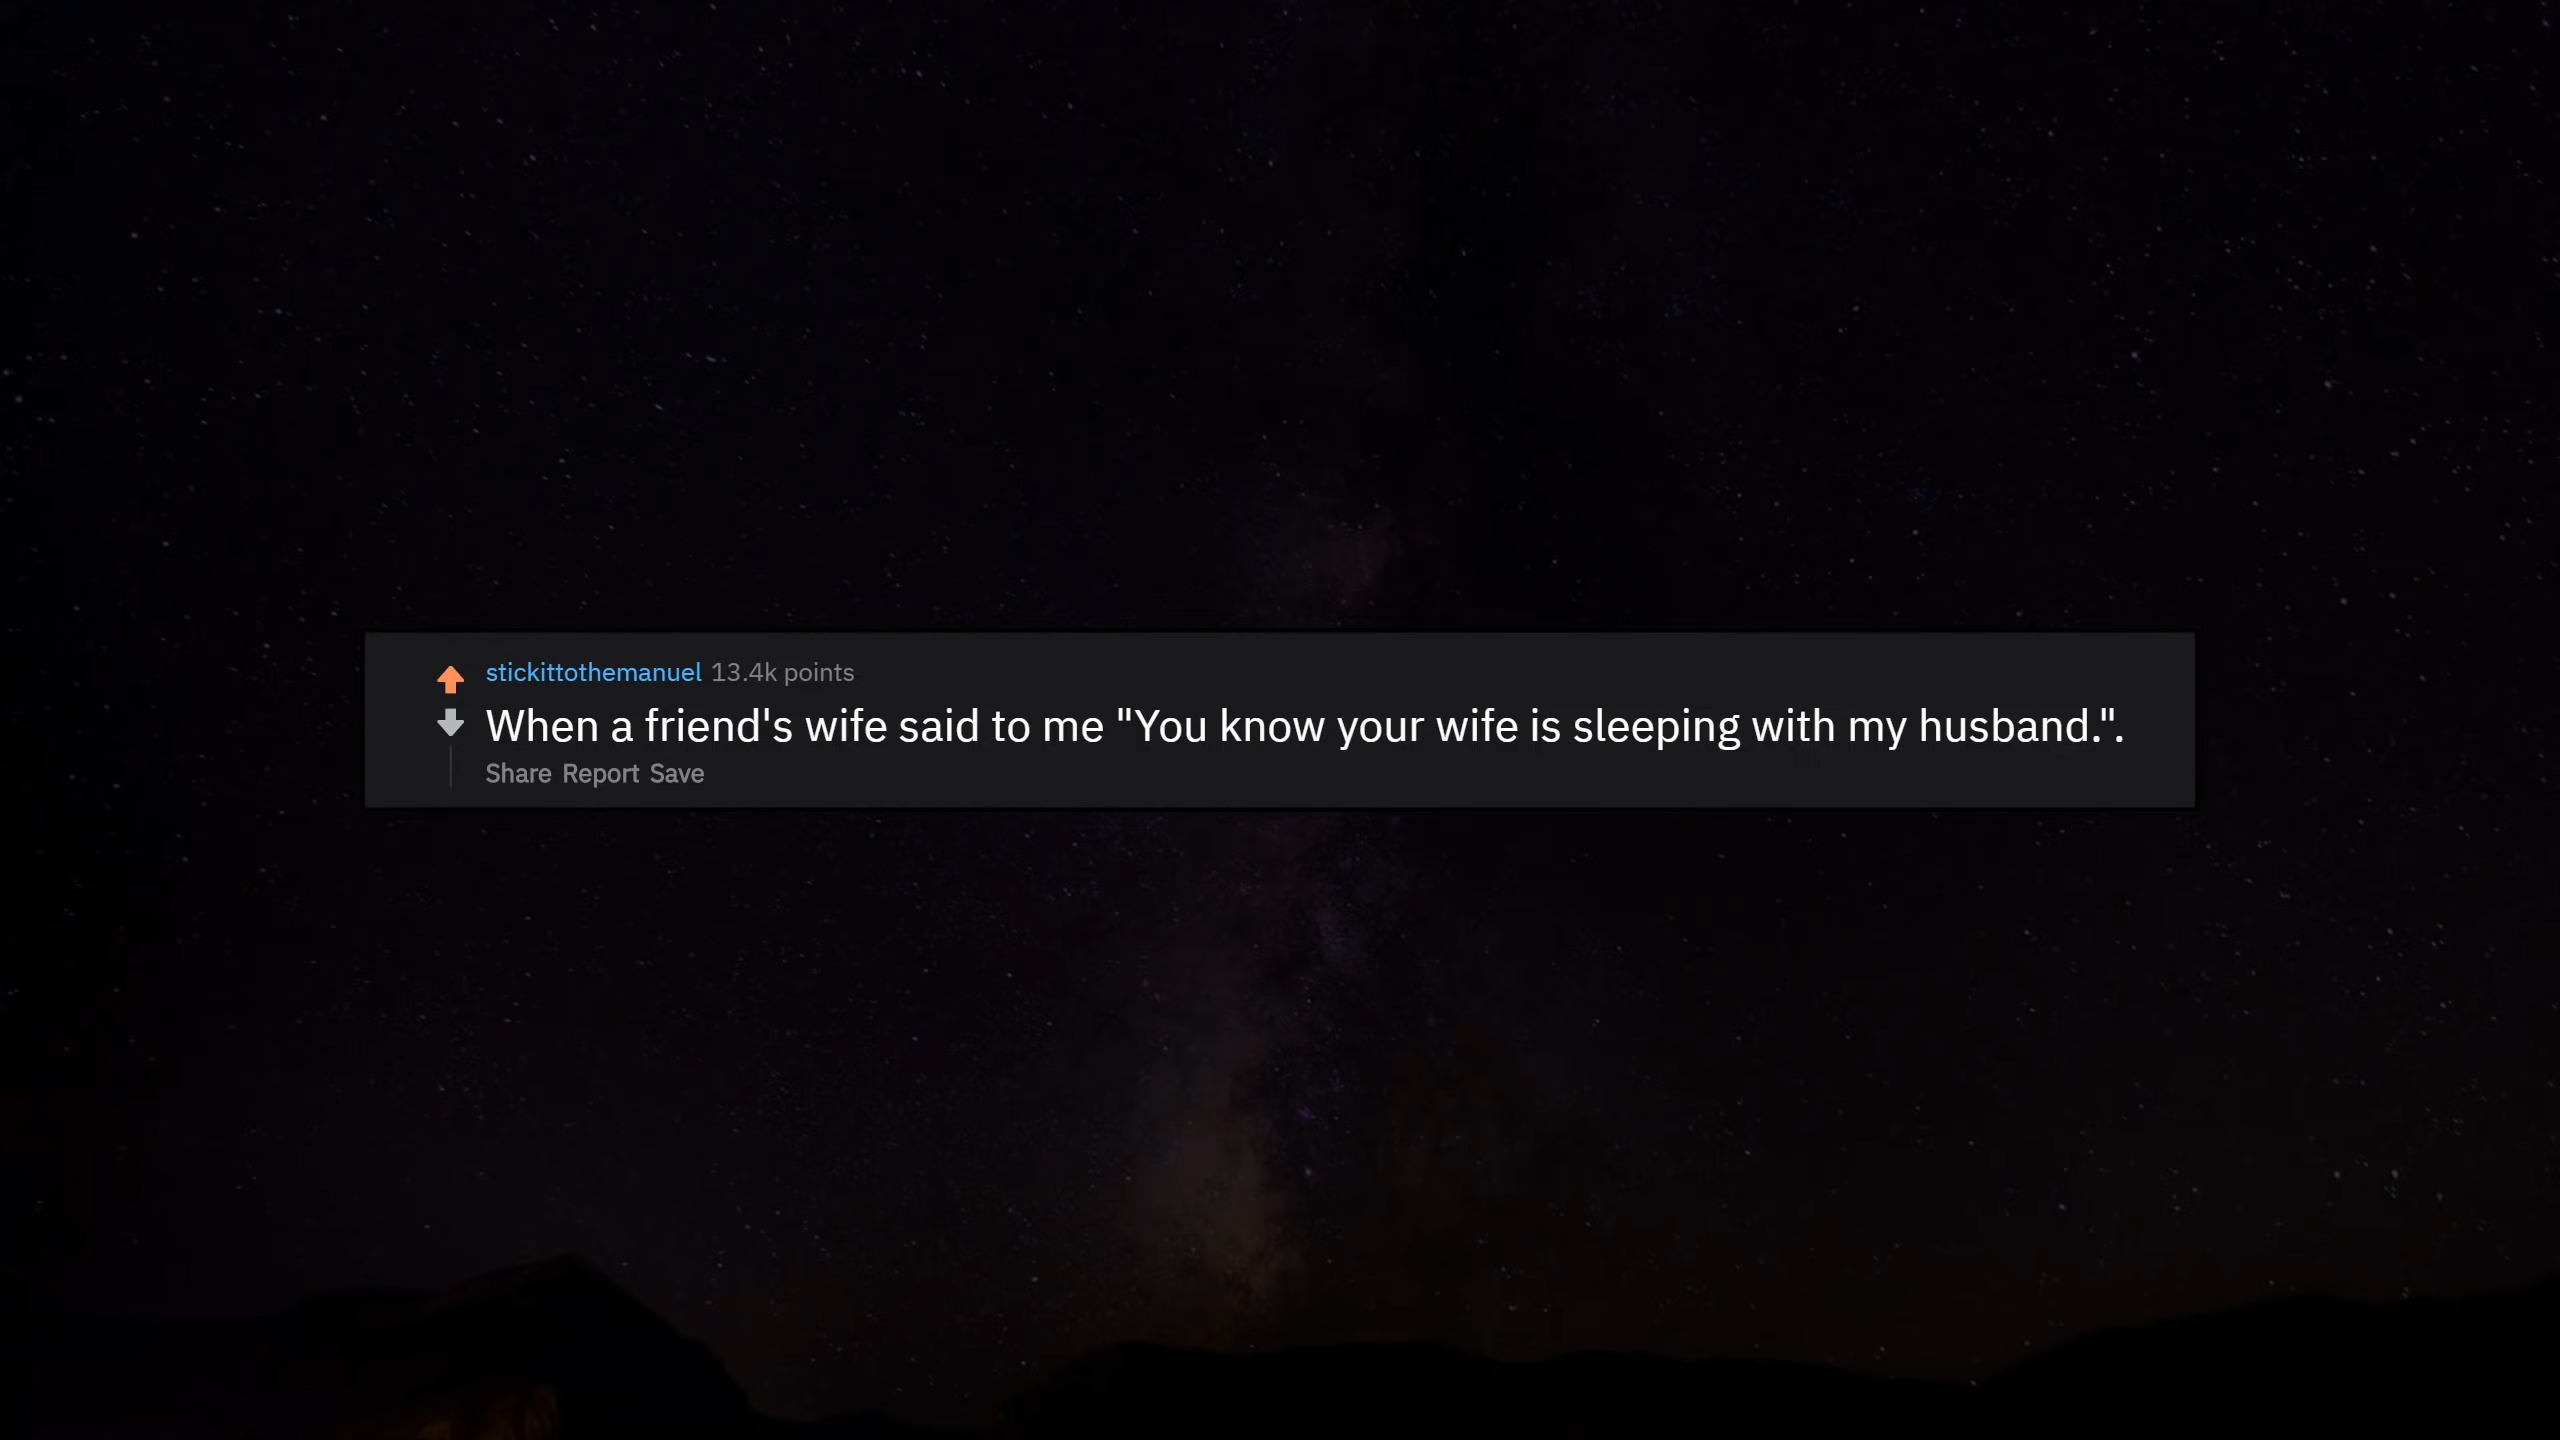 stickittothemanuel 13.4k points
When a friend's wife said to me "You know your wife is sleeping with my husband.".
Share Report Save